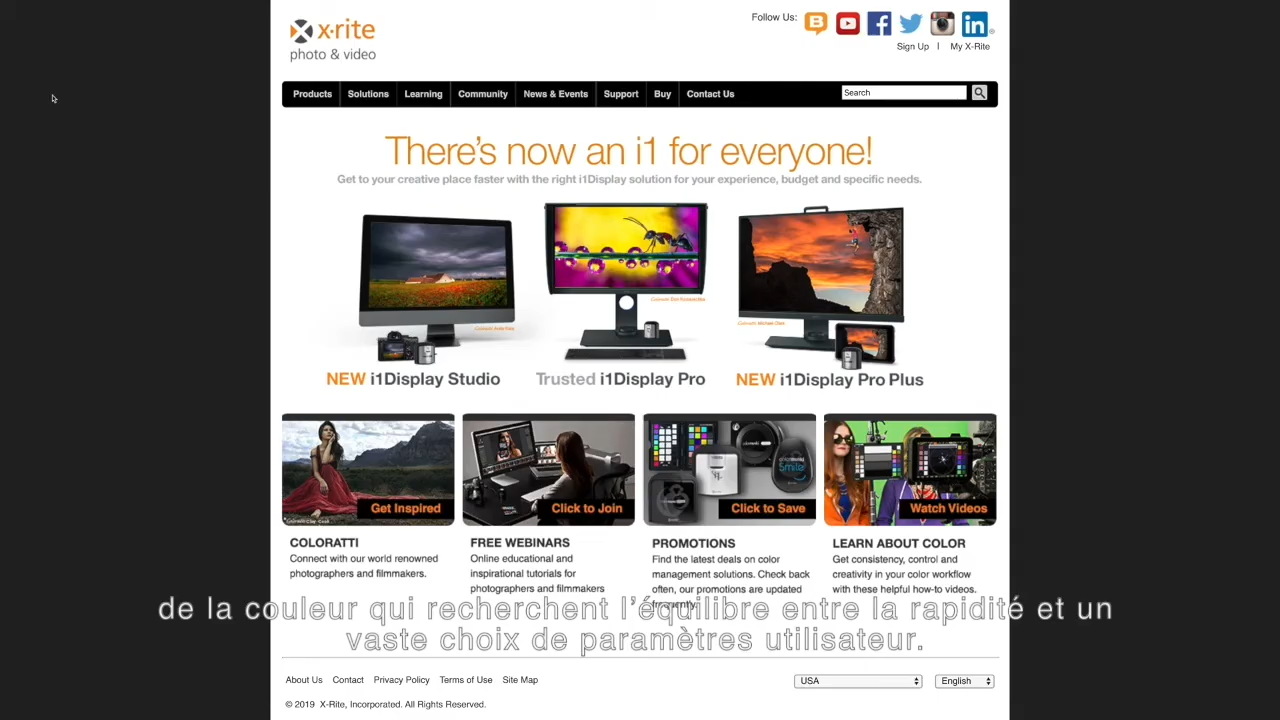 x·rite
photo & video
Follow Us:
Sign Up | My X-Rite
Products Solutions Learning Community News & Events Support Buy Contact Us Search
There's now an i1 for everyone!
Get to your creative place faster with the right i1Display solution for your experience, budget and specific needs.
NEW i1Display Studio
Trusted i1Display Pro
NEW i1Display Pro Plus
Get Inspired
Click to Join
Click to Save
Watch Videos
COLORATTI
Connect with our world renowned
photographers and filmmakers.
FREE WEBINARS
Online educational and
inspirational tutorials for
photographers and filmmakers
PROMOTIONS
Find the latest deals on color
management solutions. Check back
often, our promotions are updated
frequently.
LEARN ABOUT COLOR
Get consistency, control and
creativity in your color workflow
with these helpful how-to videos.
de la couleur qui recherchent l'équilibre entre la rapidité et un
vaste choix de paramètres utilisateur.
About Us Contact Privacy Policy Terms of Use Site Map
USA English
© 2019 X-Rite, Incorporated. All Rights Reserved.